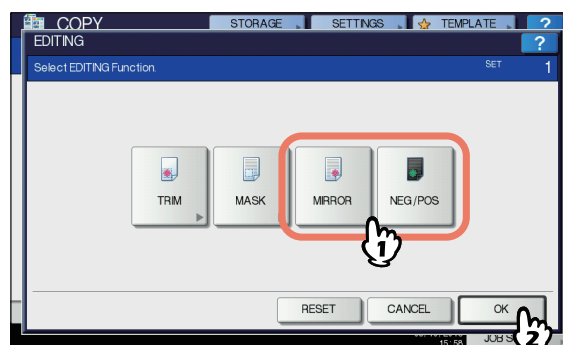 COPY STORAGE SETTINGS TEMPLATE ?
EDITING ?
Select EDITING Function. SET 1
TRIM MASK MIRROR NEG/POS
1
RESET CANCEL OK
2
15:58 JOB S